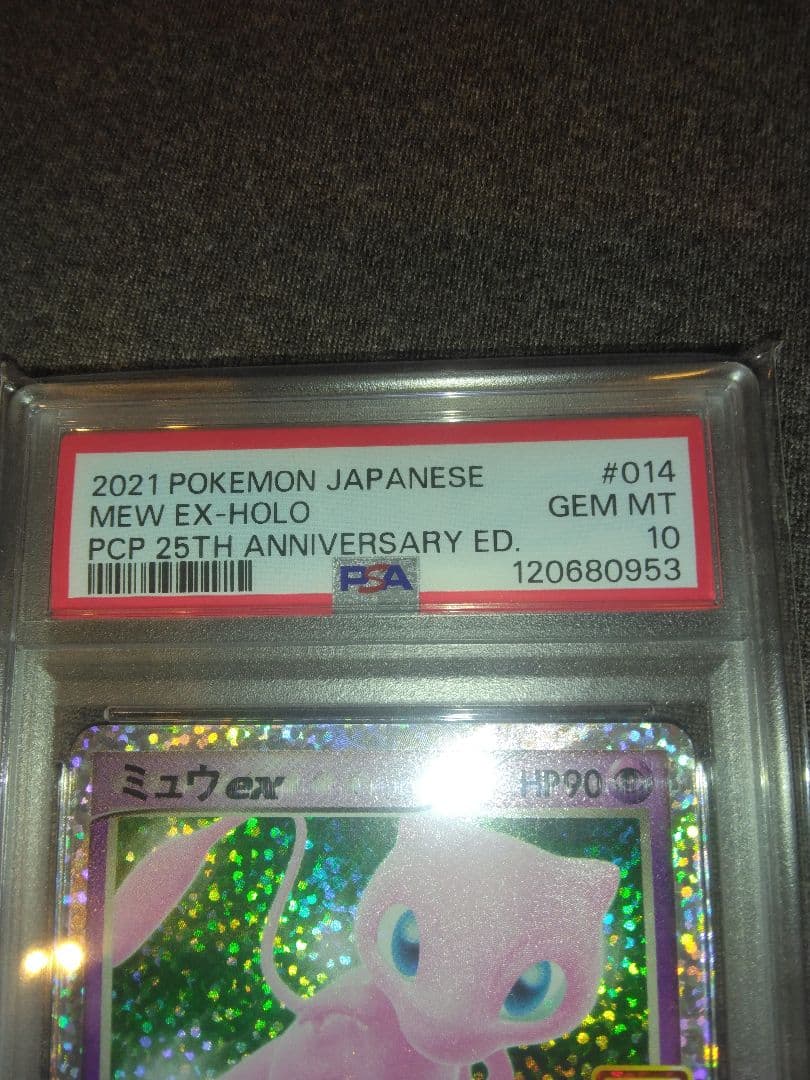 2021 POKEMON JAPANESE #014
MEW EX-HOLO GEM MT
PCP 25TH ANNIVERSARY ED. 10
PSA 120680953
ミュウex HP90